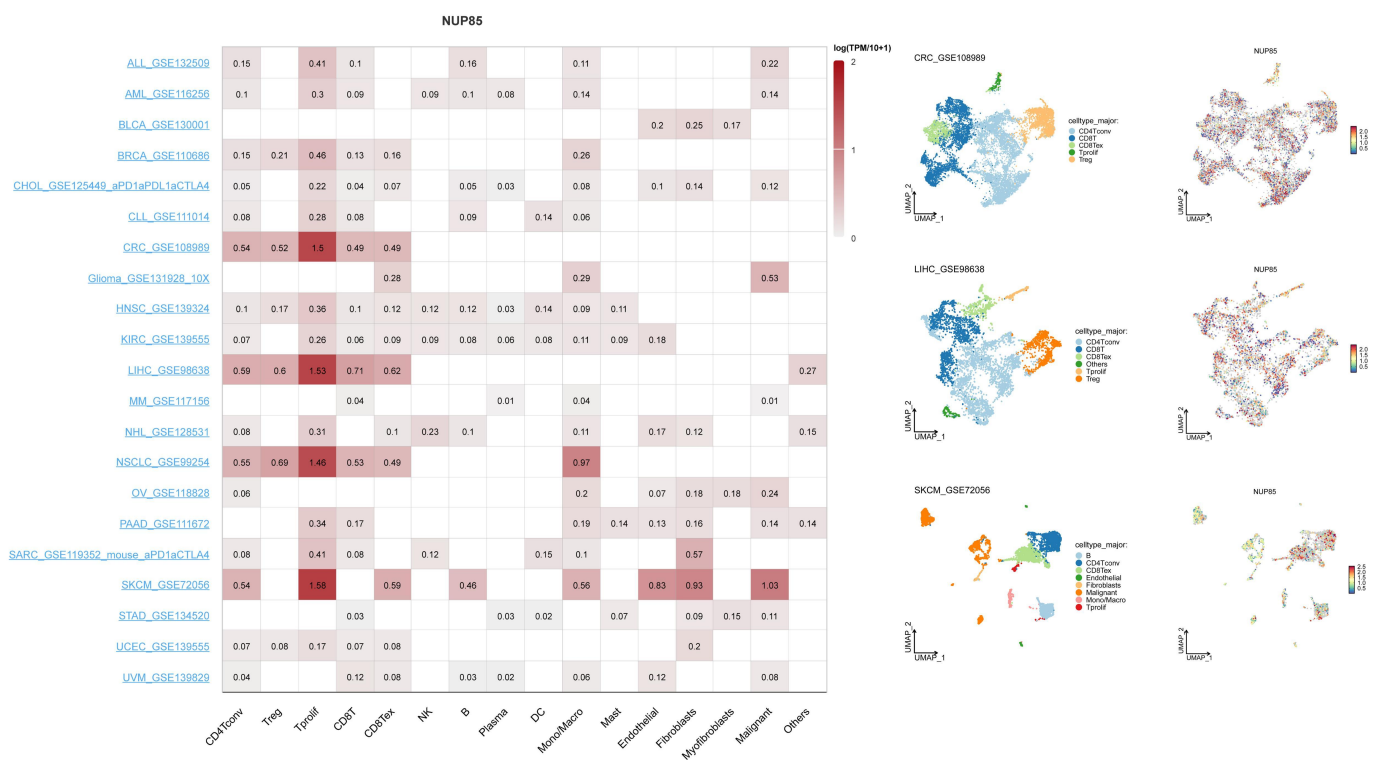 NUP85
log(TPM/10+1)
2
1
0
ALL_GSE132509 0.15 0.41 0.1 0.16 0.11 0.22
AML_GSE116256 0.1 0.3 0.09 0.09 0.1 0.08 0.14 0.14
BLCA_GSE130001 0.2 0.25 0.17
BRCA_GSE110686 0.15 0.21 0.46 0.13 0.16 0.26
CHOL_GSE125449_aPD1aPDL1aCTLA4 0.05 0.22 0.04 0.07 0.05 0.03 0.08 0.1 0.14 0.12
CLL_GSE111014 0.08 0.28 0.08 0.09 0.14 0.06
CRC_GSE108989 0.54 0.52 1.5 0.49 0.49
Glioma_GSE131928_10X 0.28 0.29 0.53
HNSC_GSE139324 0.1 0.17 0.36 0.1 0.12 0.12 0.12 0.03 0.14 0.09 0.11
KIRC_GSE139555 0.07 0.26 0.06 0.09 0.09 0.08 0.06 0.08 0.11 0.09 0.18
LIHC_GSE98638 0.59 0.6 1.53 0.71 0.62 0.27
MM_GSE117156 0.04 0.01 0.04 0.01
NHL_GSE128531 0.08 0.31 0.1 0.23 0.1 0.11 0.17 0.12 0.15
NSCLC_GSE99254 0.55 0.69 1.46 0.53 0.49 0.97
OV_GSE118828 0.06 0.2 0.07 0.18 0.18 0.24
PAAD_GSE111672 0.34 0.17 0.19 0.14 0.13 0.16 0.14 0.14
SARC_GSE119352_mouse_aPD1aCTLA4 0.08 0.41 0.08 0.12 0.15 0.1 0.57
SKCM_GSE72056 0.54 1.58 0.59 0.46 0.56 0.83 0.93 1.03
STAD_GSE134520 0.03 0.03 0.02 0.07 0.09 0.15 0.11
UCEC_GSE139555 0.07 0.08 0.17 0.07 0.08 0.2
UVM_GSE139829 0.04 0.12 0.08 0.03 0.02 0.06 0.12 0.08
CD4Tconv Treg Tprolif CD8T CD8Tex NK B Plasma DC Mono/Macro Mast Endothelial Fibroblasts Myofibroblasts Malignant Others
CRC_GSE108989
celltype_major:
CD4Tconv
CD8T
CD8Tex
Tprolif
Treg
UMAP_2
UMAP_1
NUP85
2.0
1.5
1.0
0.5
UMAP_2
UMAP_1
LIHC_GSE98638
celltype_major:
CD4Tconv
CD8T
CD8Tex
Others
Tprolif
Treg
UMAP_2
UMAP_1
NUP85
2.0
1.5
1.0
0.5
UMAP_2
UMAP_1
SKCM_GSE72056
celltype_major:
B
CD4Tconv
CD8Tex
Endothelial
Fibroblasts
Malignant
Mono/Macro
Tprolif
UMAP_2
UMAP_1
NUP85
2.5
2.0
1.5
1.0
0.5
UMAP_2
UMAP_1